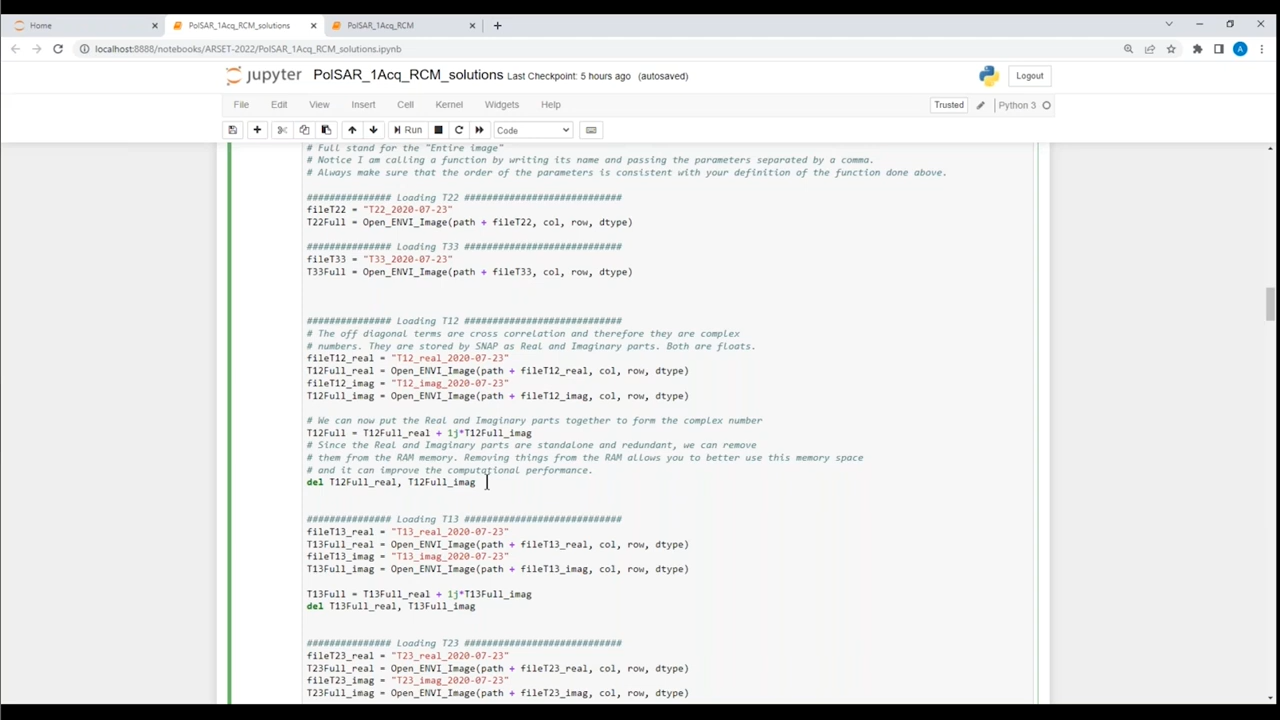 Home
PolSAR_1Acq_RCM_solutions
PolSAR_1Acq_RCM
localhost:8888/notebooks/ARSET-2022/PolSAR_1Acq_RCM_solutions.ipynb
A
jupyter PolSAR_1Acq_RCM_solutions Last Checkpoint: 5 hours ago (autosaved)
Logout
File Edit View Insert Cell Kernel Widgets Help
Trusted
Python 3
Run
Code
# Full stand for the "Entire image"
# Notice I am calling a function by writing its name and passing the parameters separated by a comma.
# Always make sure that the order of the parameters is consistent with your definition of the function done above.
############### Loading T22 ############################
fileT22 = "T22_2020-07-23"
T22Full = Open_ENVI_Image(path + fileT22, col, row, dtype)
############### Loading T33 ############################
fileT33 = "T33_2020-07-23"
T33Full = Open_ENVI_Image(path + fileT33, col, row, dtype)
############### Loading T12 ############################
# The off diagonal terms are cross correlation and therefore they are complex
# numbers. They are stored by SNAP as Real and Imaginary parts. Both are floats.
fileT12_real = "T12_real_2020-07-23"
T12Full_real = Open_ENVI_Image(path + fileT12_real, col, row, dtype)
fileT12_imag = "T12_imag_2020-07-23"
T12Full_imag = Open_ENVI_Image(path + fileT12_imag, col, row, dtype)
# We can now put the Real and Imaginary parts together to form the complex number
T12Full = T12Full_real + 1j*T12Full_imag
# Since the Real and Imaginary parts are standalone and redundant, we can remove
# them from the RAM memory. Removing things from the RAM allows you to better use this memory space
# and it can improve the computational performance.
del T12Full_real, T12Full_imag
############### Loading T13 ############################
fileT13_real = "T13_real_2020-07-23"
T13Full_real = Open_ENVI_Image(path + fileT13_real, col, row, dtype)
fileT13_imag = "T13_imag_2020-07-23"
T13Full_imag = Open_ENVI_Image(path + fileT13_imag, col, row, dtype)
T13Full = T13Full_real + 1j*T13Full_imag
del T13Full_real, T13Full_imag
############### Loading T23 ############################
fileT23_real = "T23_real_2020-07-23"
T23Full_real = Open_ENVI_Image(path + fileT23_real, col, row, dtype)
fileT23_imag = "T23_imag_2020-07-23"
T23Full_imag = Open_ENVI_Image(path + fileT23_imag, col, row, dtype)